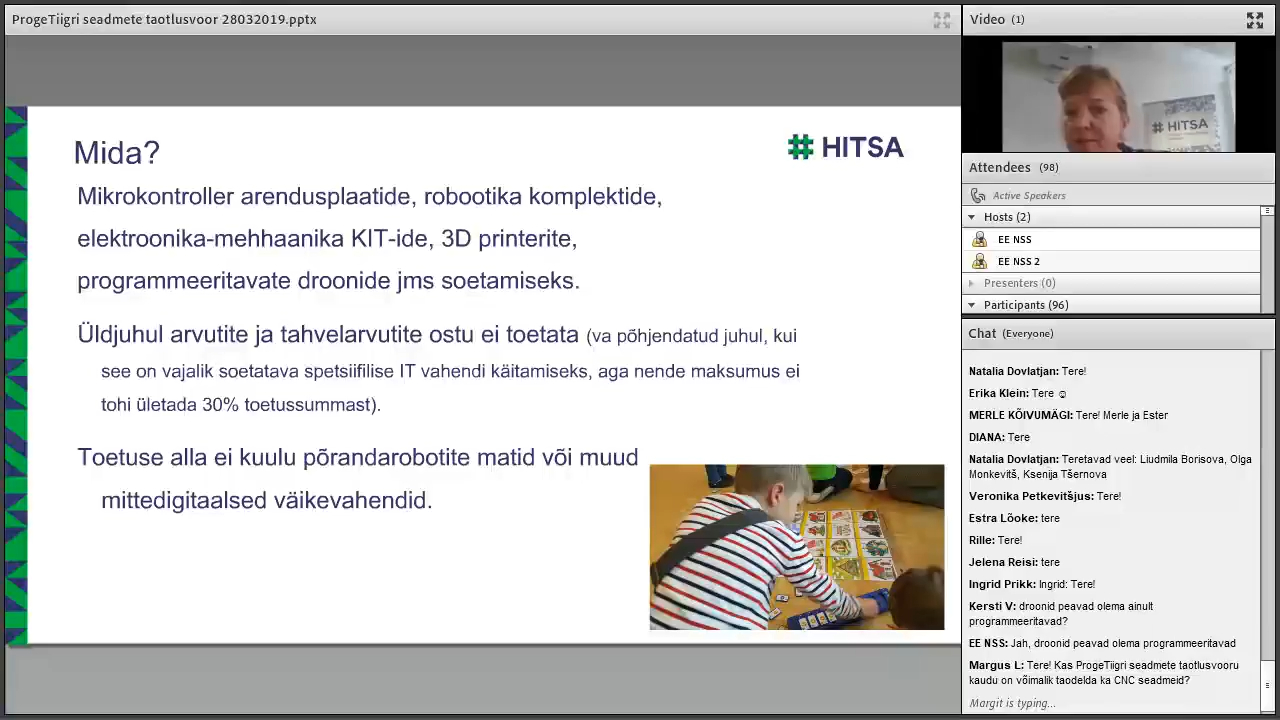 ProgeTiigri seadmete taotlusvoor 28032019.pptx
Mida?
# HITSA
Mikrokontroller arendusplaatide, robootika komplektide,
elektroonika-mehhaanika KIT-ide, 3D printerite,
programmeeritavate droonide jms soetamiseks.
Üldjuhul arvutite ja tahvelarvutite ostu ei toetata (va põhjendatud juhul, kui
see on vajalik soetatava spetsiifilise IT vahendi käitamiseks, aga nende maksumus ei
tohi ületada 30% toetussummast).
Toetuse alla ei kuulu põrandarobotite matid või muud
mittedigitaalsed väikevahendid.
Video (1)
# HITSA
Attendees (98)
Active Speakers
Hosts (2)
EE NSS
EE NSS 2
Presenters (0)
Participants (96)
Chat (Everyone)
Natalia Dovlatjan: Tere!
Erika Klein: Tere ☺
MERLE KÕIVUMÄGI: Tere! Merle ja Ester
DIANA: Tere
Natalia Dovlatjan: Teretavad veel: Liudmila Borisova, Olga
Monkevitš, Ksenija Tšernova
Veronika Petkevitšjus: Tere!
Estra Lõoke: tere
Rille: Tere!
Jelena Reisi: tere
Ingrid Prikk: Ingrid: Tere!
Kersti V: droonid peavad olema ainult
programmeeritavad?
EE NSS: Jah, droonid peavad olema programmeeritavad
Margus L: Tere! Kas ProgeTiigri seadmete taotlusvooru
kaudu on võimalik taodelda ka CNC seadmeid?
Margit is typing...